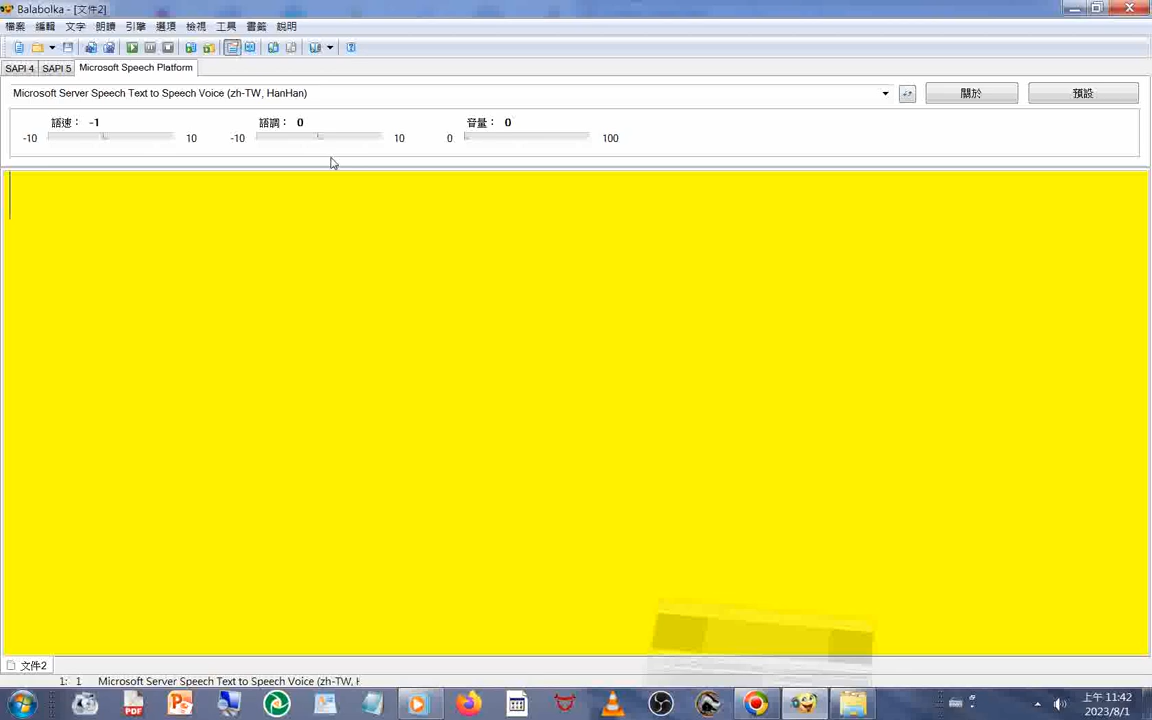 Balabolka - [文件2]
檔案 編輯 文字 朗讀 引擎 選項 檢視 工具 書籤 說明
SAPI 4 SAPI 5 Microsoft Speech Platform
Microsoft Server Speech Text to Speech Voice (zh-TW, HanHan) 關於 預設
語速： -1 語調： 0 音量： 0
-10 10 -10 10 0 100
文件2
1: 1 Microsoft Server Speech Text to Speech Voice (zh-TW, H
PDF
上午 11:42
2023/8/1